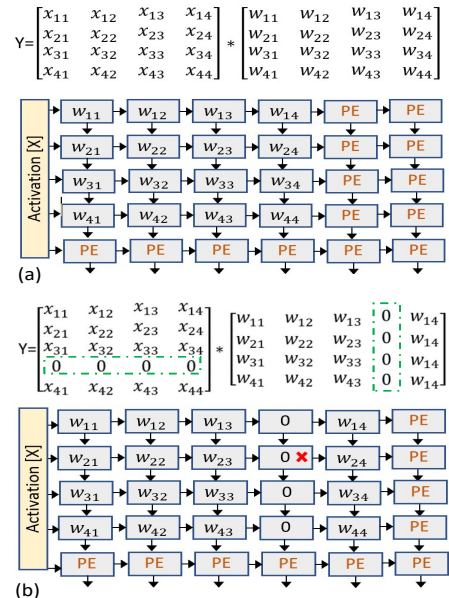 Y=[x₁₁ x₁₂ x₁₃ x₁₄] * [w₁₁ w₁₂ w₁₃ w₁₄]
[x₂₁ x₂₂ x₂₃ x₂₄] [w₂₁ w₂₂ w₂₃ w₂₄]
[x₃₁ x₃₂ x₃₃ x₃₄] [w₃₁ w₃₂ w₃₃ w₃₄]
[x₄₁ x₄₂ x₄₃ x₄₄] [w₄₁ w₄₂ w₄₃ w₄₄]
Activation [X]
w₁₁ w₁₂ w₁₃ w₁₄ PE PE
w₂₁ w₂₂ w₂₃ w₂₄ PE PE
w₃₁ w₃₂ w₃₃ w₃₄ PE PE
w₄₁ w₄₂ w₄₃ w₄₄ PE PE
PE PE PE PE PE PE
(a)
Y=[x₁₁ x₁₂ x₁₃ x₁₄] * [w₁₁ w₁₂ w₁₃ 0 w₁₄]
[x₂₁ x₂₂ x₂₃ x₂₄] [w₂₁ w₂₂ w₂₃ 0 w₁₄]
[x₃₁ x₃₂ x₃₃ x₃₄] [w₃₁ w₃₂ w₃₃ 0 w₁₄]
[0 0 0 0] [w₄₁ w₄₂ w₄₃ 0 w₁₄]
[x₄₁ x₄₂ x₄₃ x₄₄]
Activation [X]
w₁₁ w₁₂ w₁₃ 0 w₁₄ PE
w₂₁ w₂₂ w₂₃ 0 ✖ w₂₄ PE
w₃₁ w₃₂ w₃₃ 0 w₃₄ PE
w₄₁ w₄₂ w₄₃ 0 w₄₄ PE
PE PE PE PE PE PE
(b)